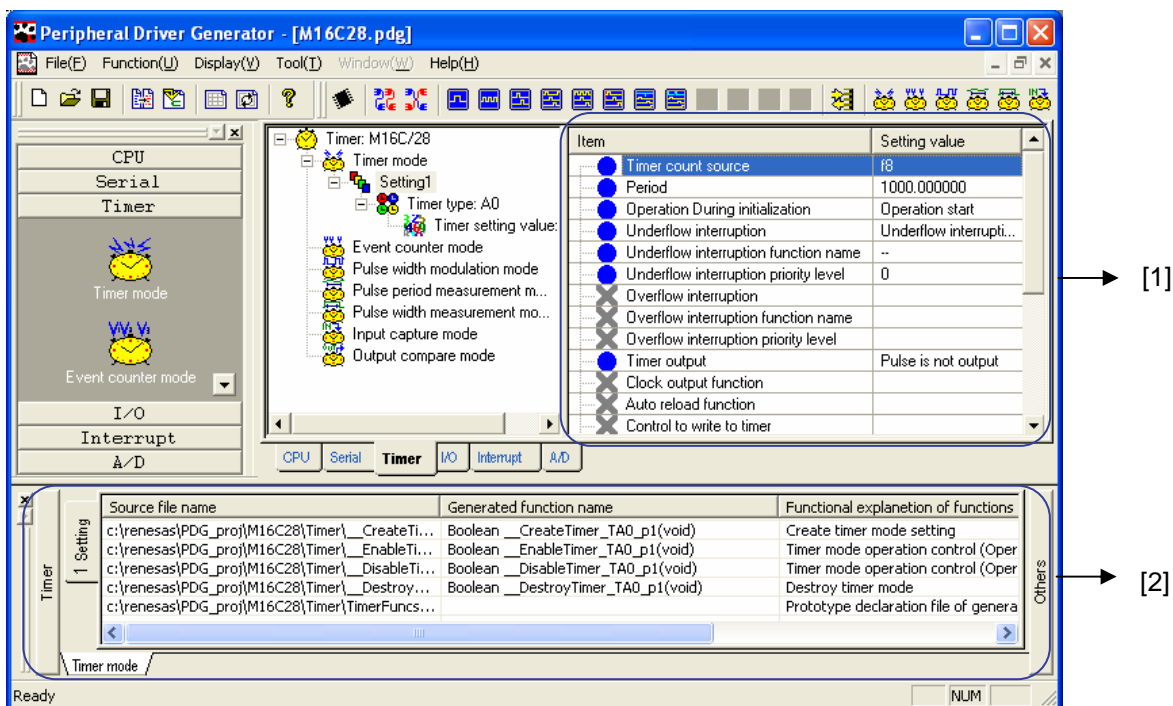 Peripheral Driver Generator - [M16C28.pdg]
File(F) Function(U) Display(V) Tool(T) Window(W) Help(H)
CPU
Serial
Timer
Timer mode
Event counter mode
I/O
Interrupt
A/D
Timer: M16C/28
Timer mode
Setting1
Timer type: A0
Timer setting value:
Event counter mode
Pulse width modulation mode
Pulse period measurement m...
Pulse width measurement mo...
Input capture mode
Output compare mode
Item Setting value
Timer count source f8
Period 1000.000000
Operation During initialization Operation start
Underflow interruption Underflow interrupti...
Underflow interruption function name --
Underflow interruption priority level 0
Overflow interruption
Overflow interruption function name
Overflow interruption priority level
Timer output Pulse is not output
Clock output function
Auto reload function
Control to write to timer
[1]
CPU Serial Timer I/O Interrupt A/D
Timer
1 Setting
Source file name Generated function name Functional explanetion of functions
c:\renesas\PDG_proj\M16C28\Timer\__CreateTi... Boolean __CreateTimer_TA0_p1(void) Create timer mode setting
c:\renesas\PDG_proj\M16C28\Timer\__EnableTi... Boolean __EnableTimer_TA0_p1(void) Timer mode operation control (Oper
c:\renesas\PDG_proj\M16C28\Timer\__DisableTi... Boolean __DisableTimer_TA0_p1(void) Timer mode operation control (Oper
c:\renesas\PDG_proj\M16C28\Timer\__Destroy... Boolean __DestroyTimer_TA0_p1(void) Destroy timer mode
c:\renesas\PDG_proj\M16C28\Timer\TimerFuncs... Prototype declaration file of genera
Others
[2]
Timer mode
Ready NUM